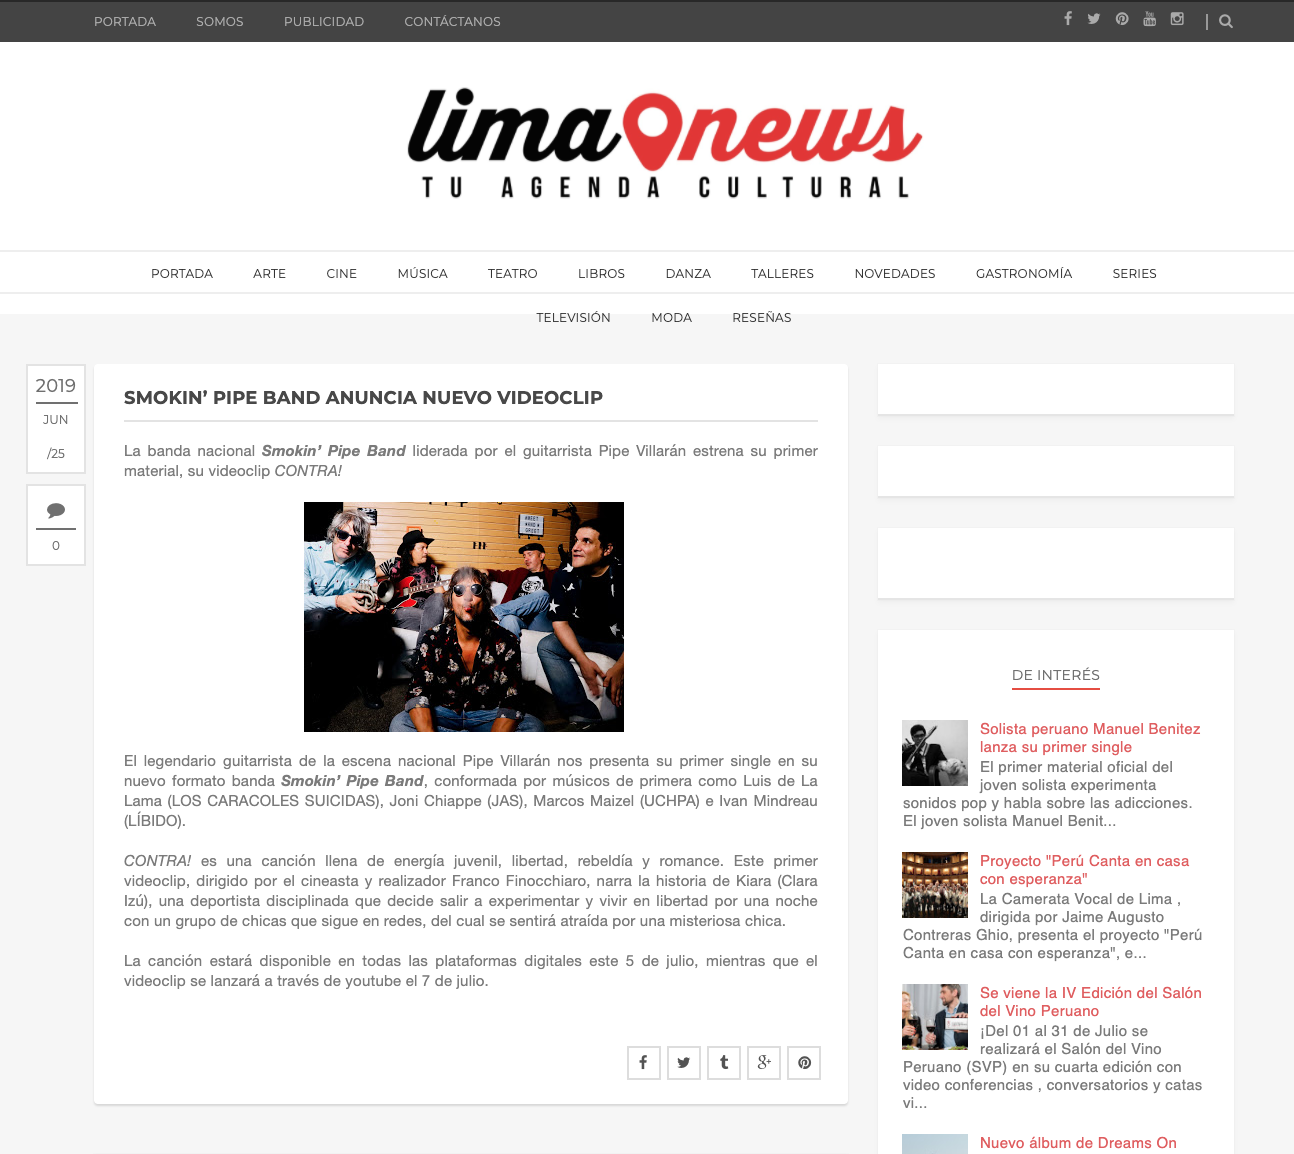 PORTADA SOMOS PUBLICIDAD CONTÁCTANOS
lima news
TU AGENDA CULTURAL
PORTADA ARTE CINE MÚSICA TEATRO LIBROS DANZA TALLERES NOVEDADES GASTRONOMÍA SERIES
TELEVISIÓN MODA RESEÑAS
2019
JUN
/25
0
SMOKIN’ PIPE BAND ANUNCIA NUEVO VIDEOCLIP
La banda nacional Smokin’ Pipe Band liderada por el guitarrista Pipe Villarán estrena su primer
material, su videoclip CONTRA!
El legendario guitarrista de la escena nacional Pipe Villarán nos presenta su primer single en su
nuevo formato banda Smokin’ Pipe Band, conformada por músicos de primera como Luis de La
Lama (LOS CARACOLES SUICIDAS), Joni Chiappe (JAS), Marcos Maizel (UCHPA) e Ivan Mindreau
(LÍBIDO).
CONTRA! es una canción llena de energía juvenil, libertad, rebeldía y romance. Este primer
videoclip, dirigido por el cineasta y realizador Franco Finocchiaro, narra la historia de Kiara (Clara
Izú), una deportista disciplinada que decide salir a experimentar y vivir en libertad por una noche
con un grupo de chicas que sigue en redes, del cual se sentirá atraída por una misteriosa chica.
La canción estará disponible en todas las plataformas digitales este 5 de julio, mientras que el
videoclip se lanzará a través de youtube el 7 de julio.
DE INTERÉS
Solista peruano Manuel Benitez
lanza su primer single
El primer material oficial del
joven solista experimenta
sonidos pop y habla sobre las adicciones.
El joven solista Manuel Benit...
Proyecto "Perú Canta en casa
con esperanza"
La Camerata Vocal de Lima ,
dirigida por Jaime Augusto
Contreras Ghio, presenta el proyecto "Perú
Canta en casa con esperanza", e...
Se viene la IV Edición del Salón
del Vino Peruano
¡Del 01 al 31 de Julio se
realizará el Salón del Vino
Peruano (SVP) en su cuarta edición con
video conferencias , conversatorios y catas
vi...
Nuevo álbum de Dreams On